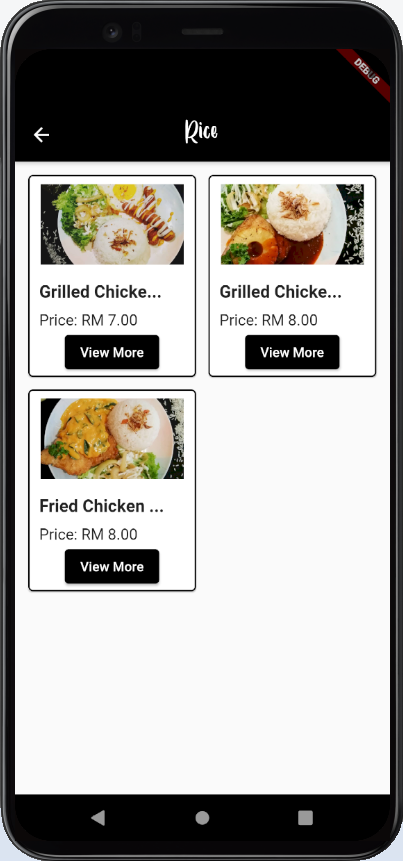 DEBUG
Rice
Grilled Chicke...
Price: RM 7.00
View More
Grilled Chicke...
Price: RM 8.00
View More
Fried Chicken ...
Price: RM 8.00
View More